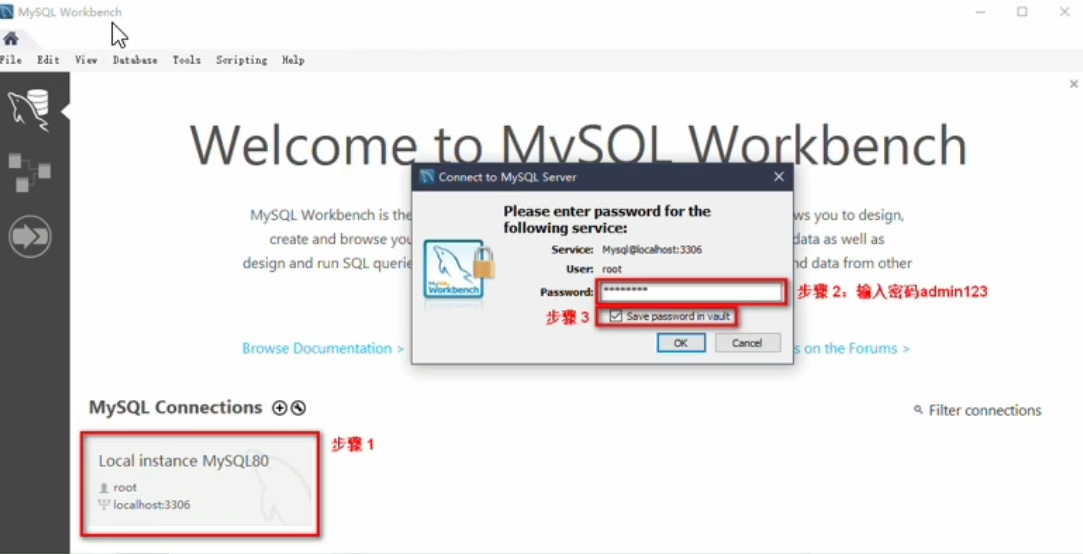 MySQL Workbench
File Edit View Database Tools Scripting Help
Welcome to MySQL Workbench
Connect to MySQL Server
Please enter password for the
following service:
Service: Mysql@localhost:3306
User: root
Password: ********
步骤 2：输入密码admin123
步骤 3
Save password in vault
OK Cancel
MySQL
Workbench
MySQL Workbench is the
ws you to design,
create and browse you
data as well as
design and run SQL querie
nd data from other
Browse Documentation >
s on the Forums >
MySQL Connections
Filter connections
步骤 1
Local instance MySQL80
root
localhost:3306